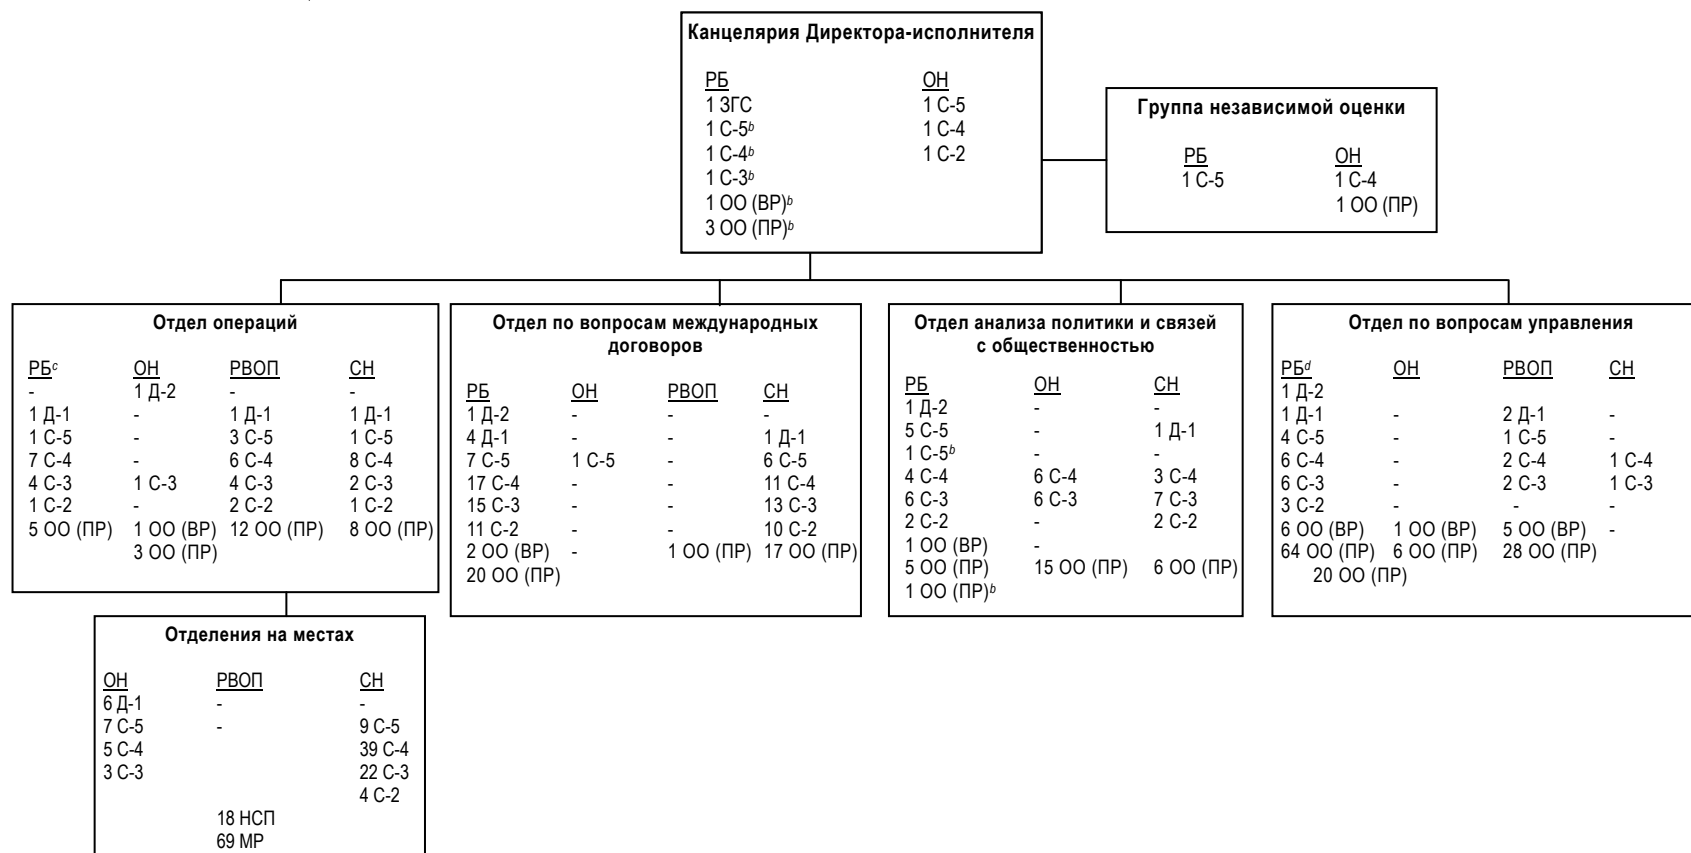 Канцелярия Директора-исполнителя
РБ ОН
1 ЗГС 1 С-5
1 С-5b 1 С-4
1 С-4b 1 С-2
1 С-3b
1 ОО (ВР)b
3 ОО (ПР)b
Группа независимой оценки
РБ ОН
1 С-5 1 С-4
1 ОО (ПР)
Отдел операций
РБc ОН РВОП СН
- 1 Д-2 - -
1 Д-1 - 1 Д-1 1 Д-1
1 С-5 - 3 С-5 1 С-5
7 С-4 - 6 С-4 8 С-4
4 С-3 1 С-3 4 С-3 2 С-3
1 С-2 - 2 С-2 1 С-2
5 ОО (ПР) 1 ОО (ВР) 12 ОО (ПР) 8 ОО (ПР)
3 ОО (ПР)
Отдел по вопросам международных
договоров
РБ ОН РВОП СН
1 Д-2 - - -
4 Д-1 - - 1 Д-1
7 С-5 1 С-5 - 6 С-5
17 С-4 - - 11 С-4
15 С-3 - - 13 С-3
11 С-2 10 С-2
2 ОО (ВР) - 1 ОО (ПР) 17 ОО (ПР)
20 ОО (ПР)
Отдел анализа политики и связей
с общественностью
РБ ОН СН
1 Д-2 - -
5 С-5 - 1 Д-1
1 С-5b - -
4 С-4 6 С-4 3 С-4
6 С-3 6 С-3 7 С-3
2 С-2 - 2 С-2
1 ОО (ВР) -
5 ОО (ПР) 15 ОО (ПР) 6 ОО (ПР)
1 ОО (ПР)b
Отдел по вопросам управления
РБd ОН РВОП СН
1 Д-2
1 Д-1 - 2 Д-1 -
4 С-5 - 1 С-5 -
6 С-4 - 2 С-4 1 С-4
6 С-3 - 2 С-3 1 С-3
3 С-2 - - -
6 ОО (ВР) 1 ОО (ВР) 5 ОО (ВР) -
64 ОО (ПР) 6 ОО (ПР) 28 ОО (ПР)
20 ОО (ПР)
Отделения на местах
ОН РВОП СН
6 Д-1 - -
7 С-5 - 9 С-5
5 С-4 39 С-4
3 С-3 22 С-3
4 С-2
18 НСП
69 МР